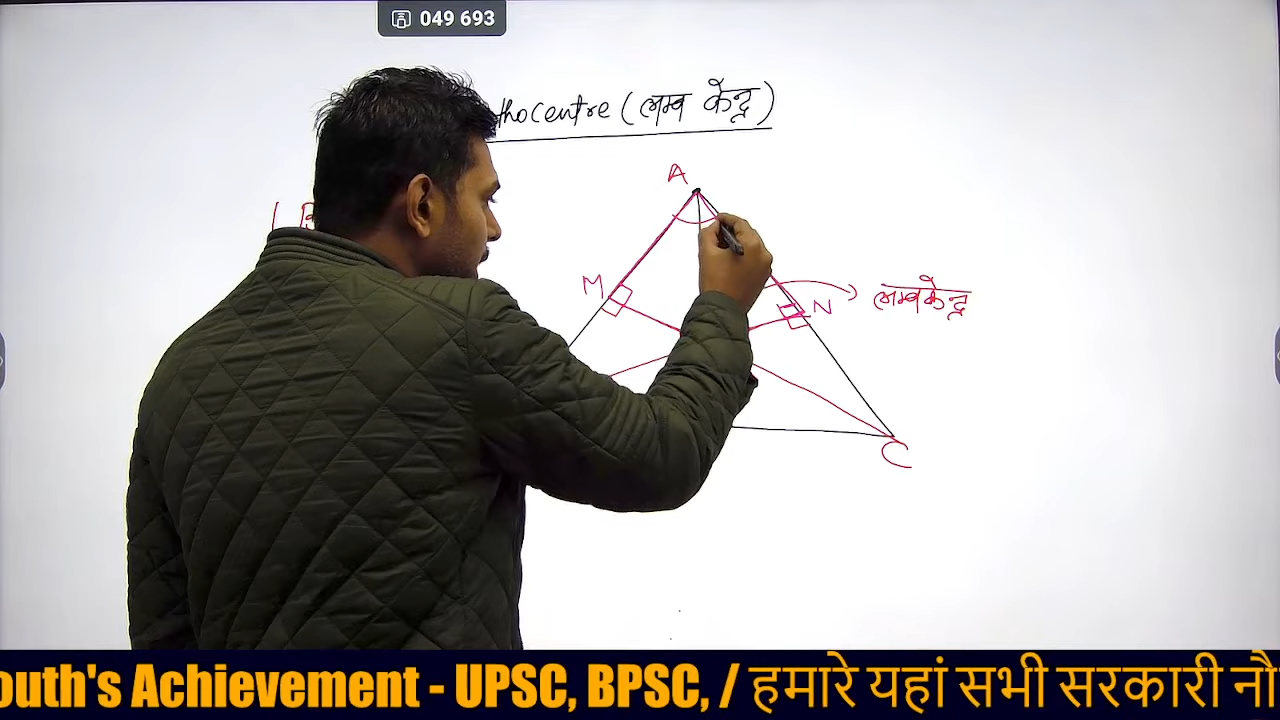 049 693
thocentre (लम्ब केन्द्र)
A
M
N
लम्बकेन्द्र
C
outh's Achievement - UPSC, BPSC, / हमारे यहां सभी सरकारी नौ